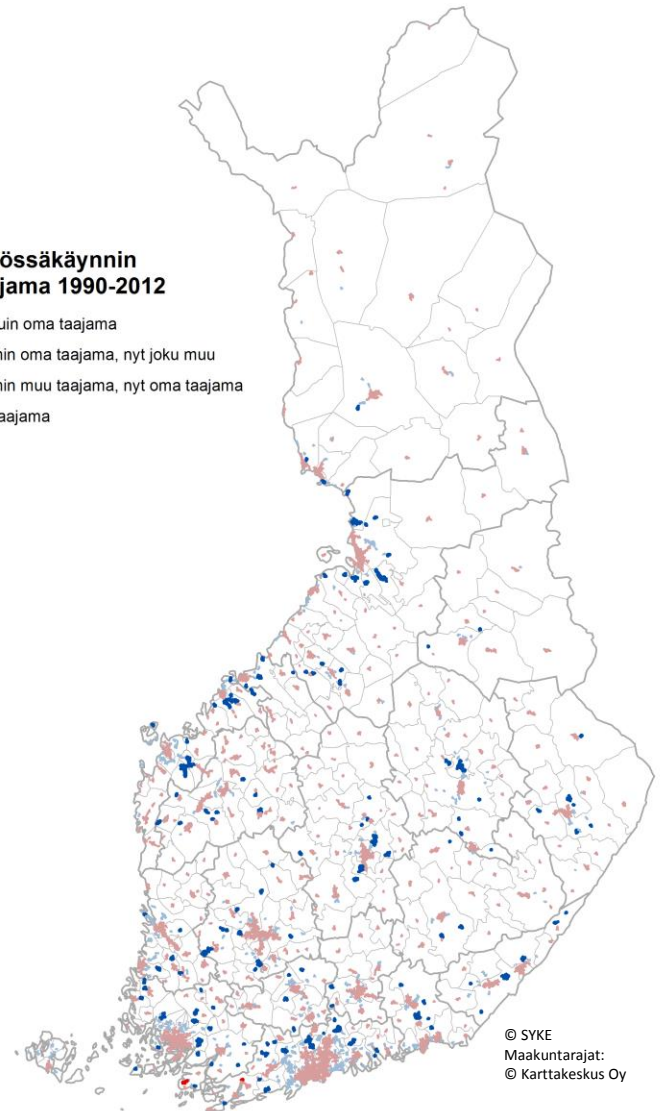 össäkäynnin
jama 1990-2012
uin oma taajama
nin oma taajama, nyt joku muu
nin muu taajama, nyt oma taajama
aajama
© SYKE
Maakuntarajat:
© Karttakeskus Oy